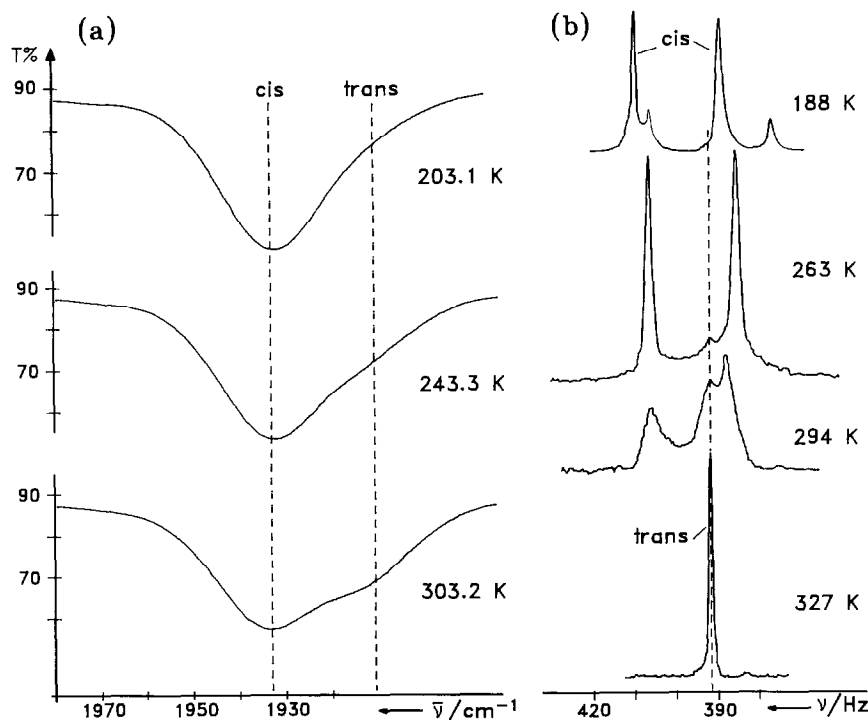 (a)
T%
90
70
cis
trans
203.1 K
90
70
243.3 K
90
70
303.2 K
1970
1950
1930
ν̄/cm⁻¹
(b)
cis
188 K
263 K
294 K
trans
327 K
420
390
ν/Hz